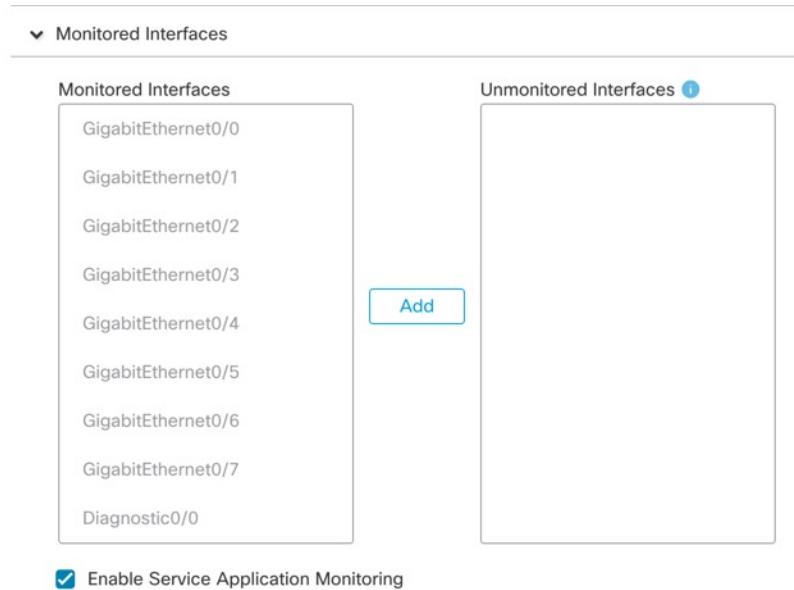 Monitored Interfaces
Monitored Interfaces
Unmonitored Interfaces
GigabitEthernet0/0
GigabitEthernet0/1
GigabitEthernet0/2
GigabitEthernet0/3
GigabitEthernet0/4
GigabitEthernet0/5
GigabitEthernet0/6
GigabitEthernet0/7
Diagnostic0/0
Add
Enable Service Application Monitoring